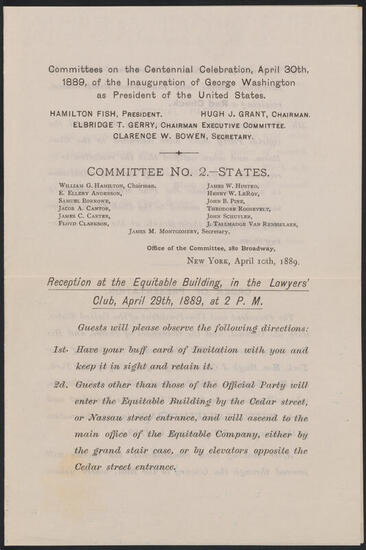 Committees on the Centennial Celebration, April 30th,
1889, of the Inauguration of George Washington
as President of the United States.
HAMILTON FISH, PRESIDENT. HUGH J. GRANT, CHAIRMAN.
ELBRIDGE T. GERRY, CHAIRMAN EXECUTIVE COMMITTEE.
CLARENCE W. BOWEN, SECRETARY.
COMMITTEE NO. 2.—STATES.
WILLIAM G. HAMILTON, Chairman. JAMES W. HUSTED,
E. ELLERY ANDERSON, HENRY W. LEROY,
SAMUEL BORROWE, JOHN B. PINE,
JACOB A. CANTOR, THEODORE ROOSEVELT,
JAMES C. CARTER, JOHN SCHUYLER,
FLOYD CLARKSON, J. TALLMADGE VAN RENSSELAER,
JAMES M. MONTGOMERY, Secretary.
Office of the Committee, 280 Broadway,
NEW YORK, April 10th, 1889.
Reception at the Equitable Building, in the Lawyers'
Club, April 29th, 1889, at 2 P. M.
Guests will please observe the following directions:
1st. Have your buff card of Invitation with you and
keep it in sight and retain it.
2d. Guests other than those of the Official Party will
enter the Equitable Building by the Cedar street,
or Nassau street entrance, and will ascend to the
main office of the Equitable Company, either by
the grand stair case, or by elevators opposite the
Cedar street entrance.